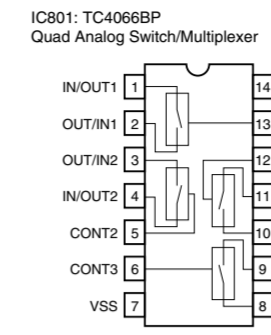 IC801: TC4066BP
Quad Analog Switch/Multiplexer
IN/OUT1 1
OUT/IN1 2
OUT/IN2 3
IN/OUT2 4
CONT2 5
CONT3 6
VSS 7
14
13
12
11
10
9
8